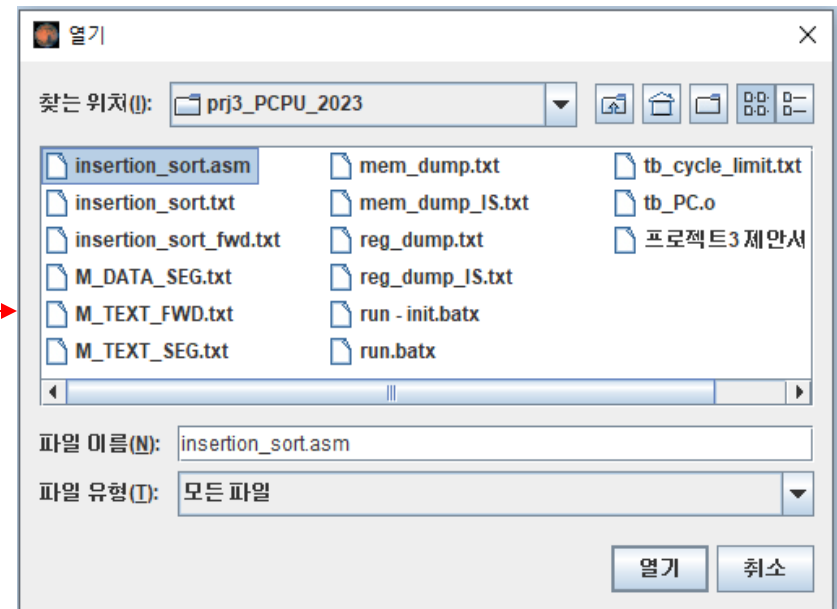 열기
찾는 위치(I): prj3_PCPU_2023
insertion_sort.asm
insertion_sort.txt
insertion_sort_fwd.txt
M_DATA_SEG.txt
M_TEXT_FWD.txt
M_TEXT_SEG.txt
mem_dump.txt
mem_dump_IS.txt
reg_dump.txt
reg_dump_IS.txt
run - init.batx
run.batx
tb_cycle_limit.txt
tb_PC.o
프로젝트3 제안서
파일 이름(N): insertion_sort.asm
파일 유형(T): 모든 파일
열기 취소